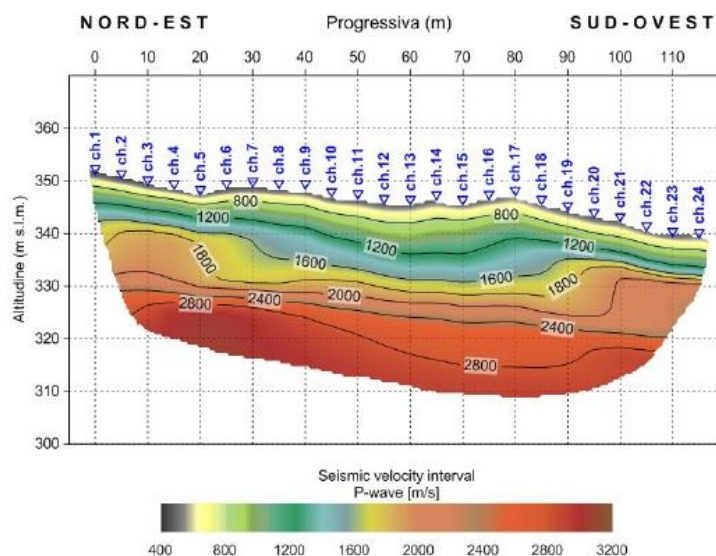 NORD-EST Progressiva (m) SUD-OVEST
0 10 20 30 40 50 60 70 80 90 100 110
ch.1 ch.2 ch.3 ch.4 ch.5 ch.6 ch.7 ch.8 ch.9 ch.10 ch.11 ch.12 ch.13 ch.14 ch.15 ch.16 ch.17 ch.18 ch.19 ch.20 ch.21 ch.22 ch.23 ch.24
Altitudine (m s.l.m.)
360
350
340
330
320
310
300
800 800
1200 1200 1200
1800 1600 1600 1800
2800 2400 2000 2400
2800
Seismic velocity interval
P-wave [m/s]
400 800 1200 1600 2000 2400 2800 3200